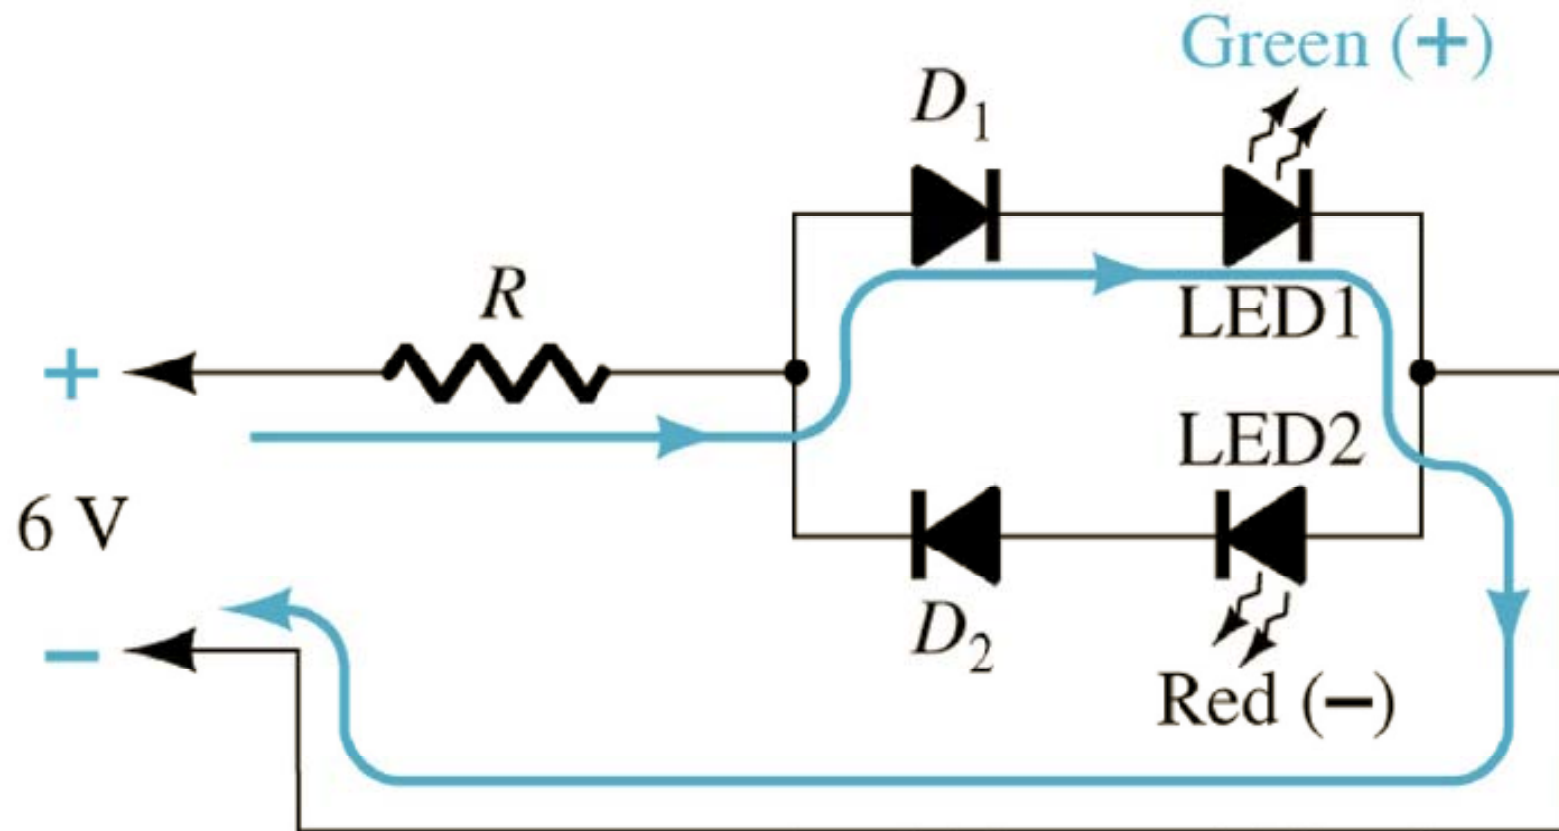 Green (+)
D₁
R
LED1
+
LED2
6 V
D₂
−
Red (−)